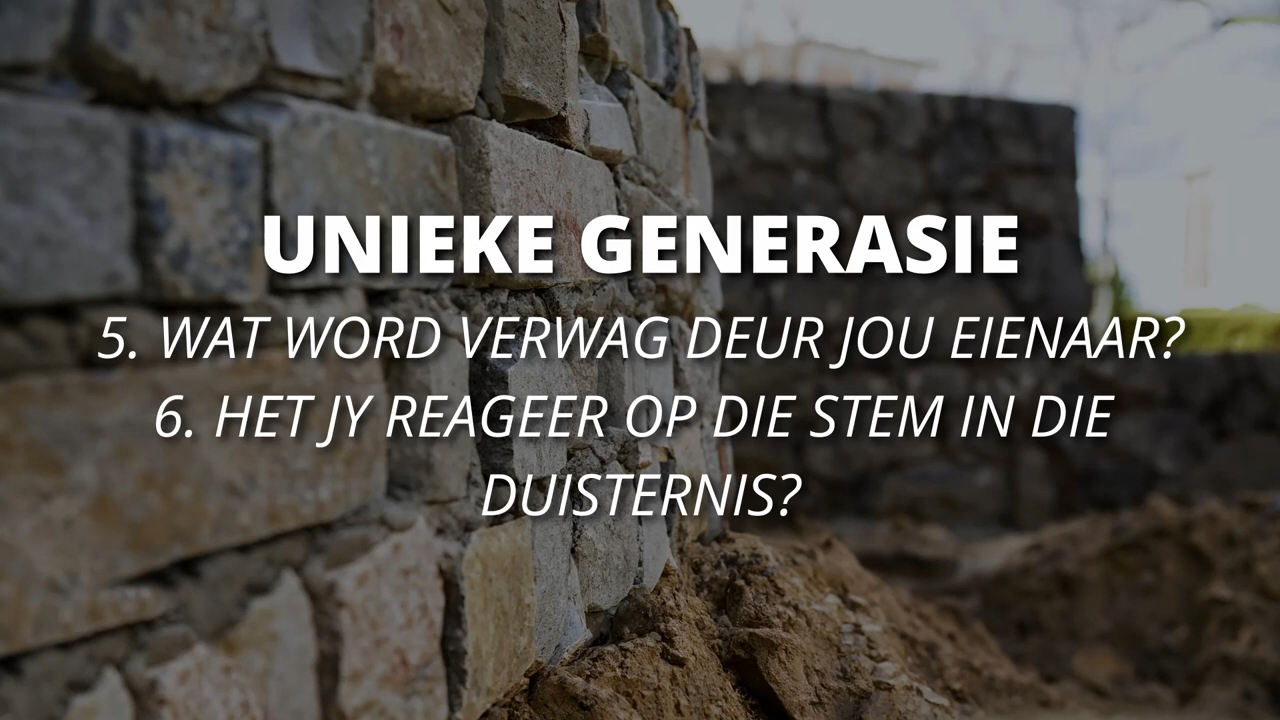 UNIEKE GENERASIE
5. WAT WORD VERWAG DEUR JOU EIENAAR?
6. HET JY REAGEER OP DIE STEM IN DIE
DUISTERNIS?